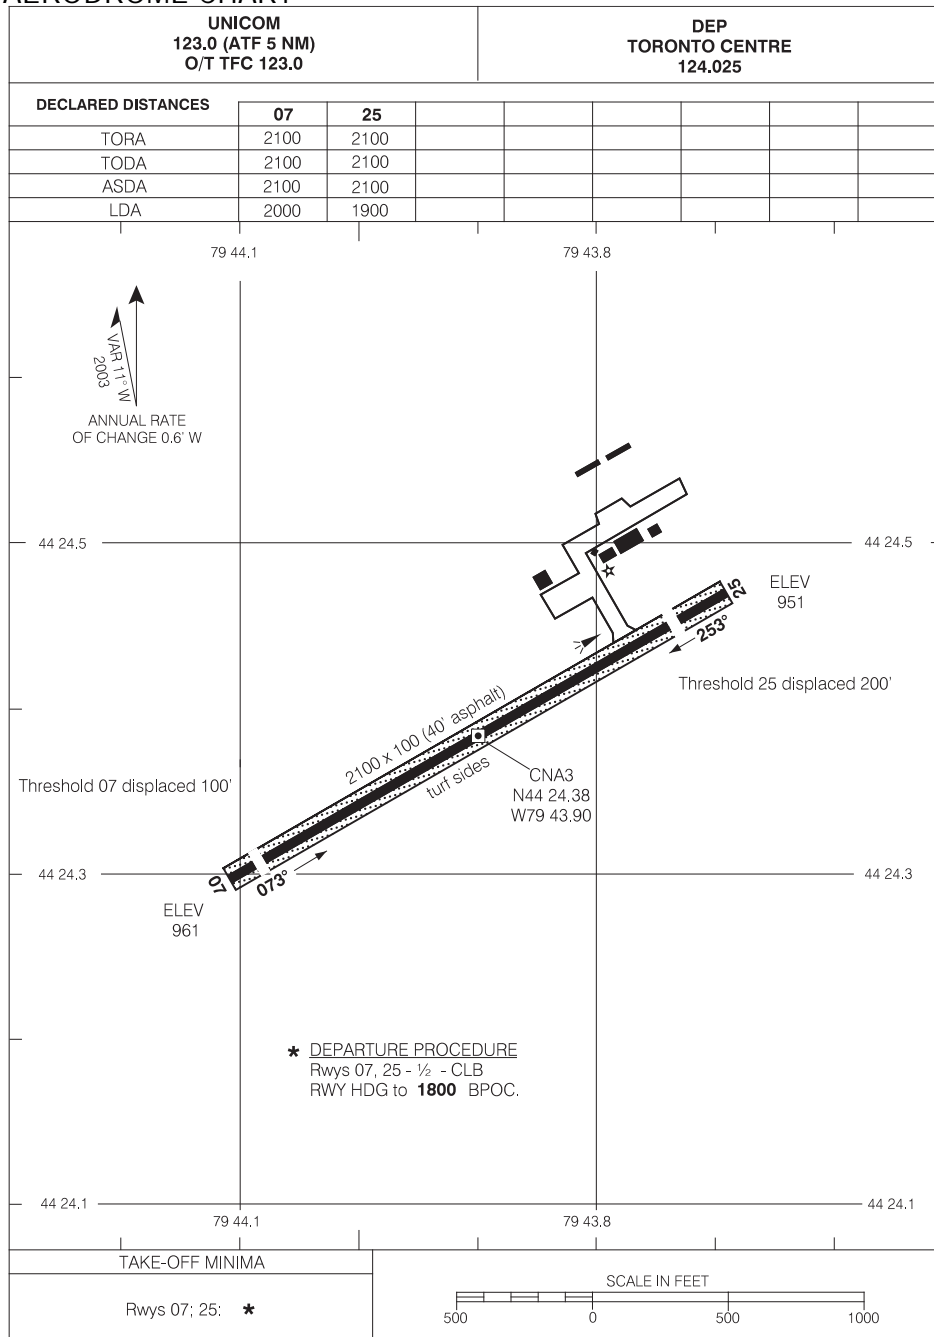 AERODROME CHART
UNICOM
123.0 (ATF 5 NM)
O/T TFC 123.0
DEP
TORONTO CENTRE
124.025
DECLARED DISTANCES
07 25
TORA 2100 2100
TODA 2100 2100
ASDA 2100 2100
LDA 2000 1900
79 44.1 79 43.8
VAR 11° W
2003
ANNUAL RATE
OF CHANGE 0.6' W
44 24.5 44 24.5
25
ELEV
951
253°
Threshold 25 displaced 200'
2100 x 100 (40' asphalt)
turf sides
CNA3
N44 24.38
W79 43.90
Threshold 07 displaced 100'
44 24.3 44 24.3
07
073°
ELEV
961
* DEPARTURE PROCEDURE
Rwys 07, 25 - ½ - CLB
RWY HDG to 1800 BPOC.
44 24.1 44 24.1
79 44.1 79 43.8
TAKE-OFF MINIMA
Rwys 07; 25: *
SCALE IN FEET
500 0 500 1000